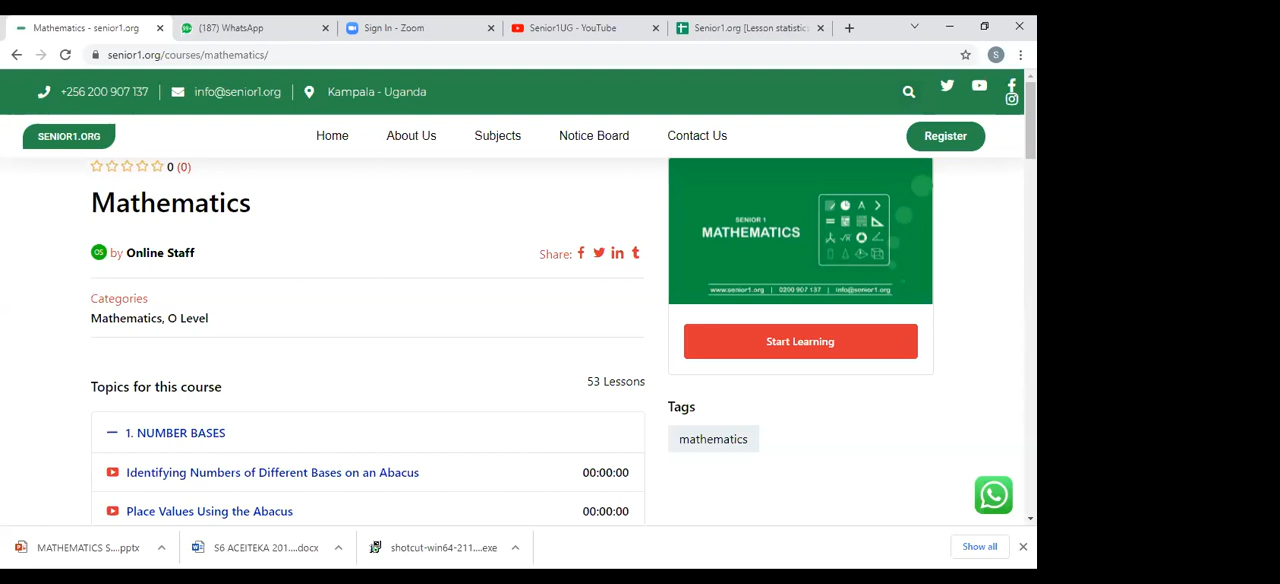 Mathematics - senior1.org
(187) WhatsApp
Sign In - Zoom
Senior1UG - YouTube
Senior1.org [Lesson statistic:
senior1.org/courses/mathematics/
S
+256 200 907 137
info@senior1.org
Kampala - Uganda
SENIOR1.ORG
Home
About Us
Subjects
Notice Board
Contact Us
Register
0 (0)
Mathematics
OS by Online Staff
Share:
Categories
Mathematics, O Level
SENIOR 1
MATHEMATICS
www.senior1.org | 0200 907 137 | info@senior1.org
Start Learning
Topics for this course
53 Lessons
Tags
mathematics
1. NUMBER BASES
Identifying Numbers of Different Bases on an Abacus 00:00:00
Place Values Using the Abacus 00:00:00
MATHEMATICS S....pptx
S6 ACEITEKA 201....docx
shotcut-win64-211....exe
Show all